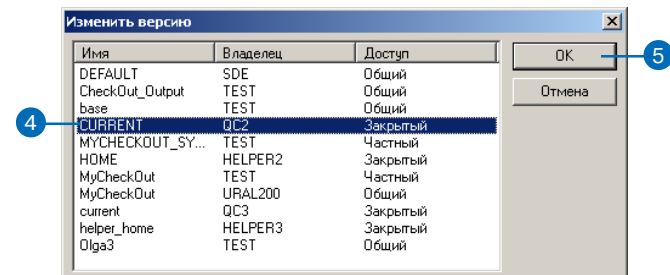 Изменить версию
Имя Владелец Доступ
DEFAULT SDE Общий
CheckOut_Output TEST Общий
base TEST Общий
CURRENT QC2 Закрытый
MYCHECKOUT_SY... TEST Частный
HOME HELPER2 Закрытый
MyCheckOut TEST Частный
MyCheckOut URAL200 Общий
current QC3 Закрытый
helper_home HELPER3 Закрытый
Olga3 TEST Общий
OK
Отмена
4
5